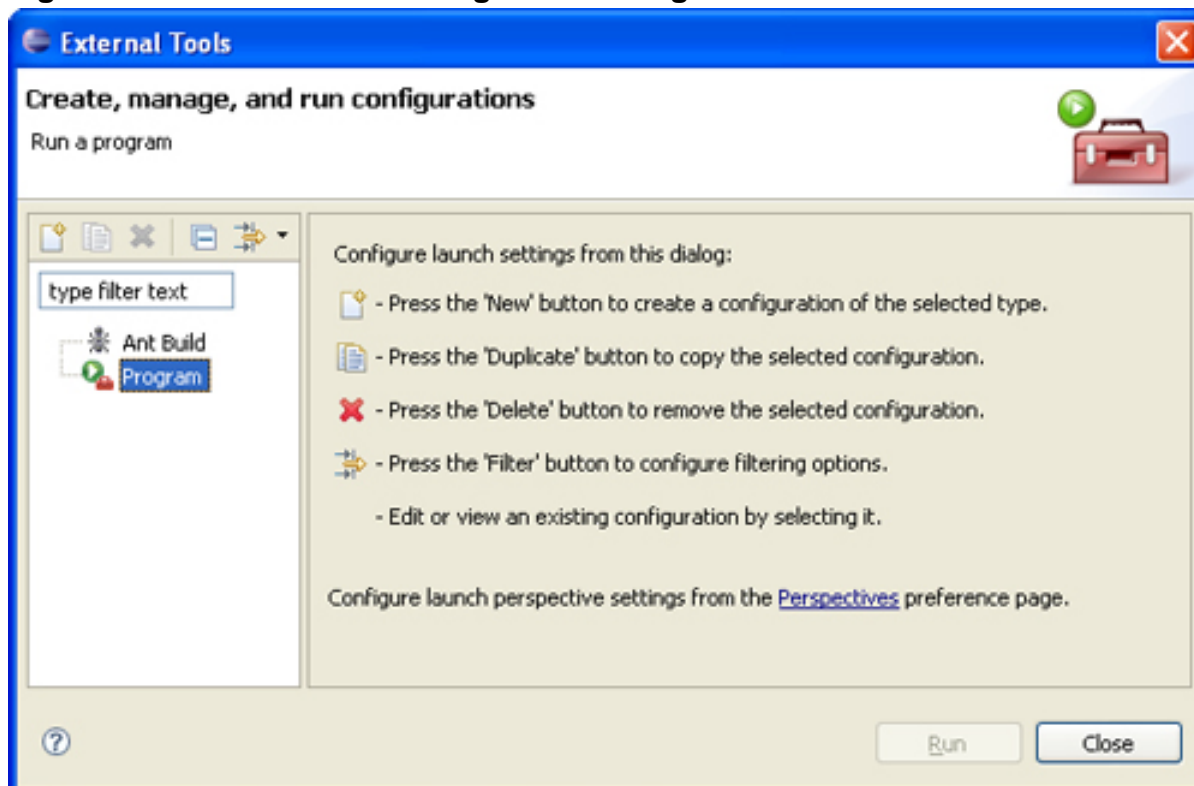 External Tools
Create, manage, and run configurations
Run a program
type filter text
Ant Build
Program
Configure launch settings from this dialog:
- Press the 'New' button to create a configuration of the selected type.
- Press the 'Duplicate' button to copy the selected configuration.
- Press the 'Delete' button to remove the selected configuration.
- Press the 'Filter' button to configure filtering options.
- Edit or view an existing configuration by selecting it.
Configure launch perspective settings from the Perspectives preference page.
Run
Close